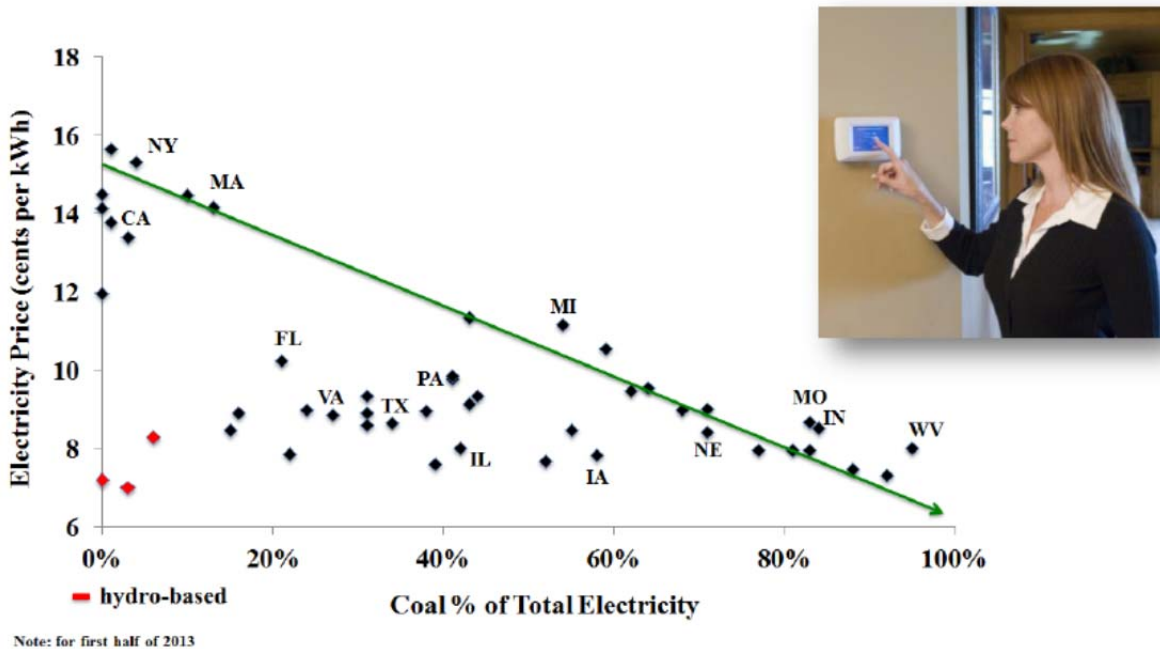 18
16
14
12
10
8
6
Electricity Price (cents per kWh)
NY
MA
CA
MI
FL
PA
VA
TX
IL
IA
NE
MO
IN
WV
0%
20%
40%
60%
80%
100%
hydro-based
Coal % of Total Electricity
Note: for first half of 2013